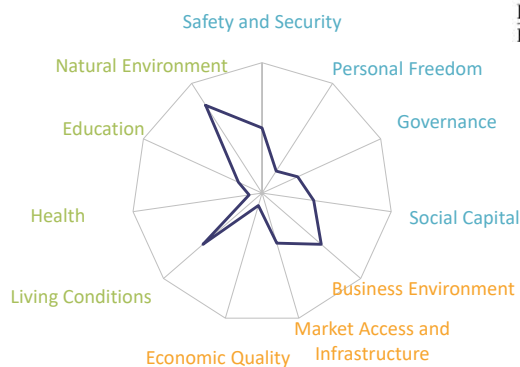 Safety and Security
Natural Environment
Personal Freedom
Education
Governance
Health
Social Capital
Living Conditions
Business Environment
Market Access and
Infrastructure
Economic Quality